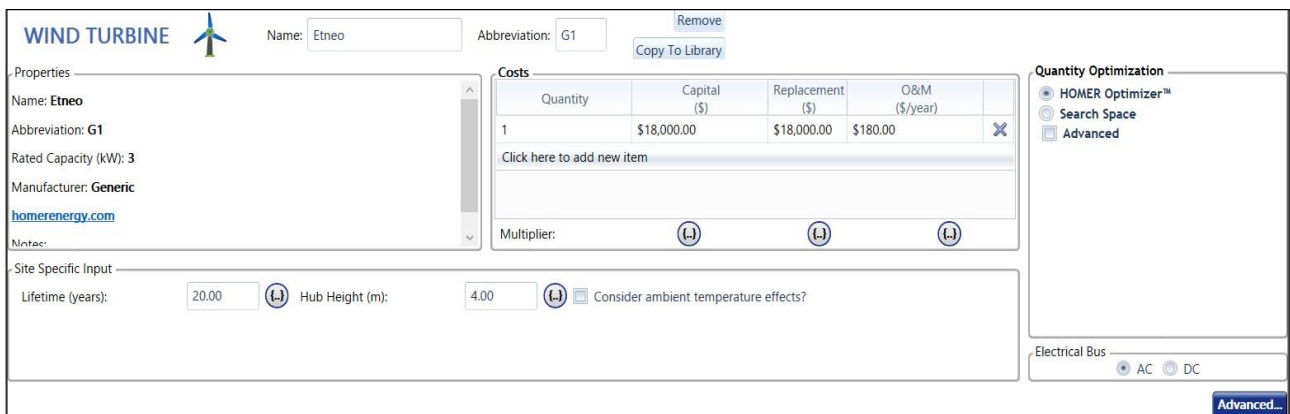 WIND TURBINE
Name: Etneo
Abbreviation: G1
Remove
Copy To Library
Properties
Name: Etneo
Abbreviation: G1
Rated Capacity (kW): 3
Manufacturer: Generic
homerenergy.com
Notes:
Costs
Quantity Capital ($) Replacement ($) O&M ($/year)
1 $18,000.00 $18,000.00 $180.00
Click here to add new item
Multiplier: {..} {..} {..}
Quantity Optimization
HOMER Optimizer™
Search Space
Advanced
Site Specific Input
Lifetime (years): 20.00 {..} Hub Height (m): 4.00 {..} Consider ambient temperature effects?
Electrical Bus
AC DC
Advanced...